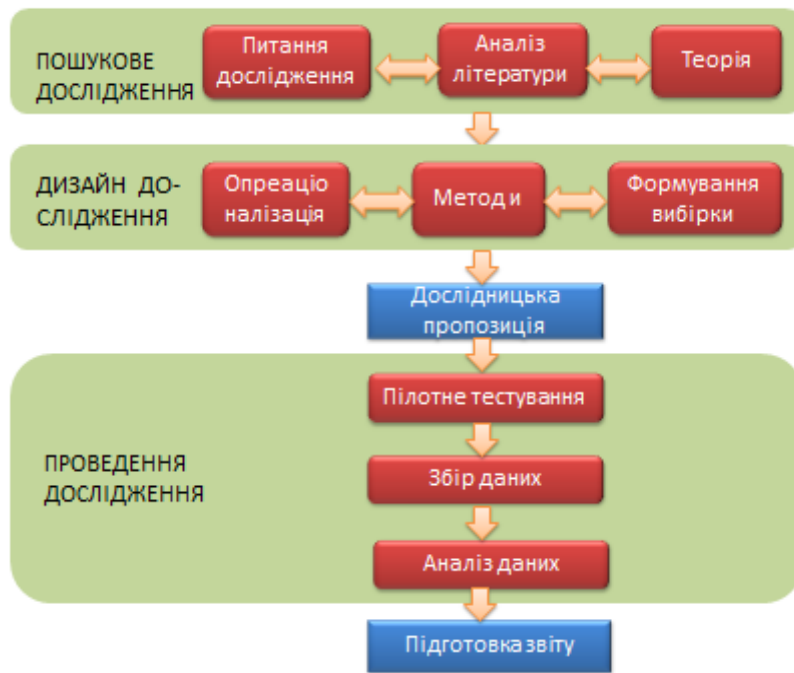 ПОШУКОВЕ
ДОСЛІДЖЕННЯ
Питання
дослідження
Аналіз
літератури
Теорія
ДИЗАЙН ДО-
СЛІДЖЕННЯ
Опреаціо
налізація
Методи
Формування
вибірки
Дослідницька
пропозиція
ПРОВЕДЕННЯ
ДОСЛІДЖЕННЯ
Пілотне тестування
Збір даних
Аналіз даних
Підготовка звіту